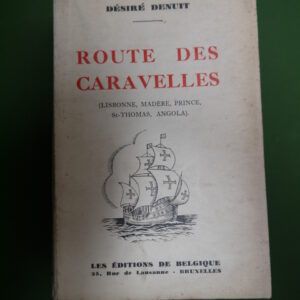 DÉSIRÉ DENUIT
ROUTE DES
CARAVELLES
(LISBONNE, MADÈRE, PRINCE,
St-THOMAS, ANGOLA).
LES ÉDITIONS DE BELGIQUE
25, Rue de Lausanne - BRUXELLES